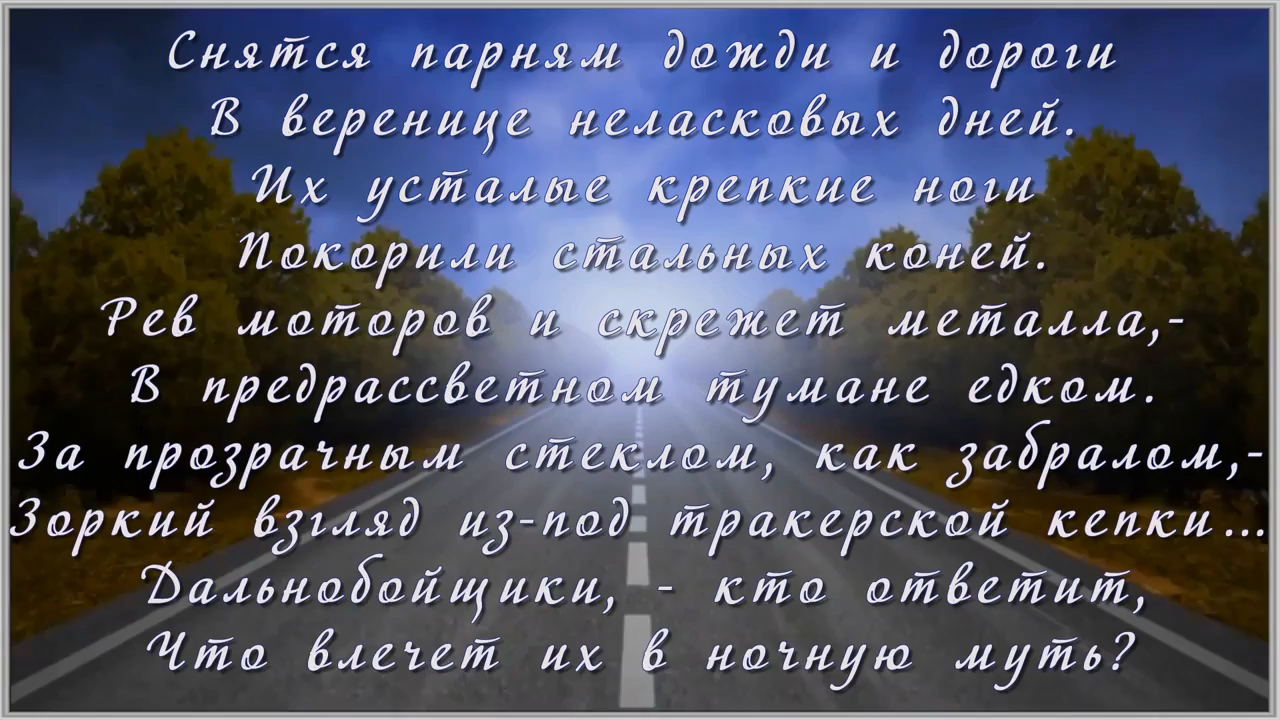 Снятся парням дожди и дороги
В веренице неласковых дней.
Их усталые крепкие ноги
Покорили стальных коней.
Рев моторов и скрежет металла,-
В предрассветном тумане едком.
За прозрачным стеклом, как забралом,-
Зоркий взгляд из-под тракерской кепки...
Дальнобойщики, - кто ответит,
Что влечет их в ночную муть?